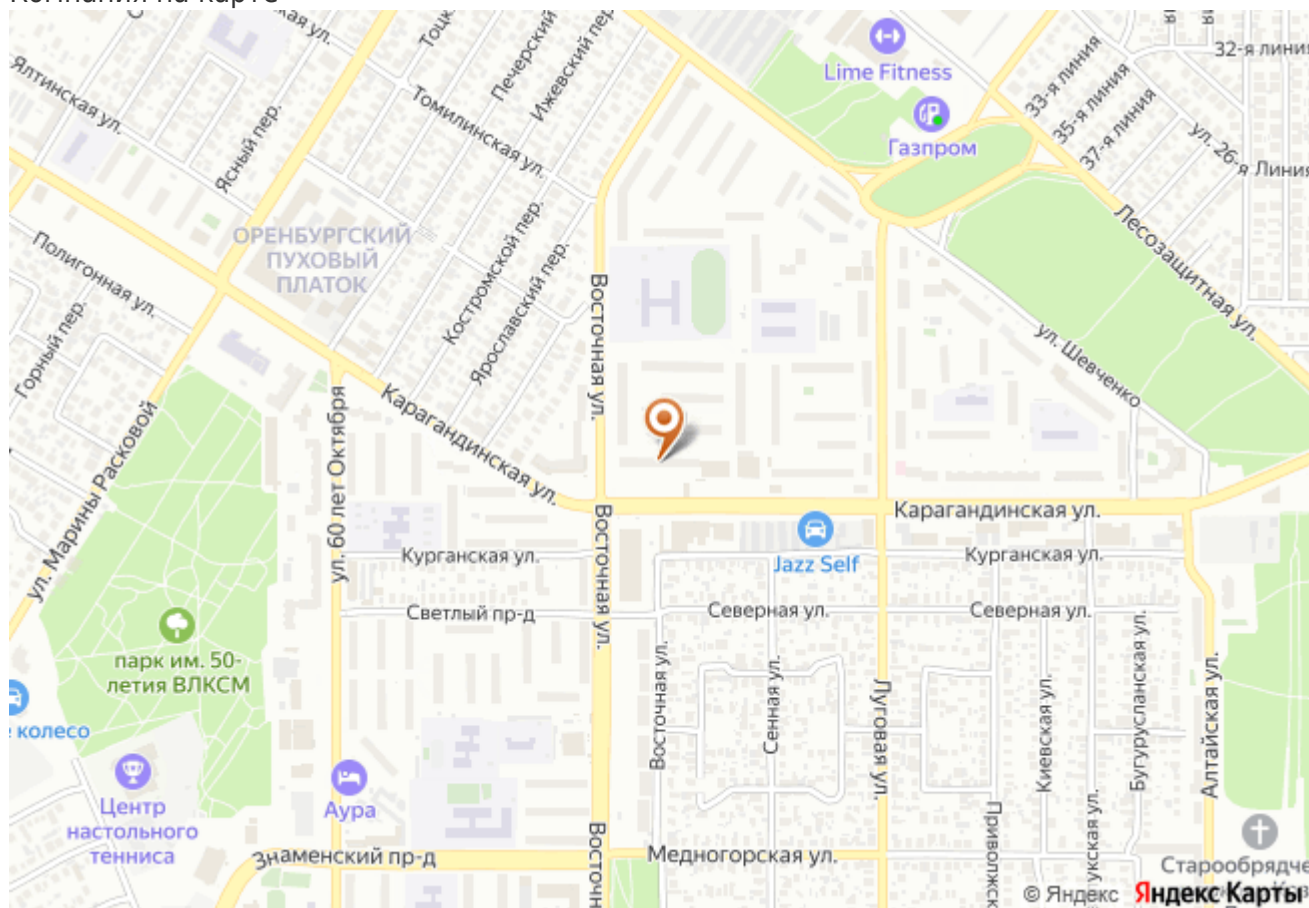 Компания на карте
32-я линия
Lime Fitness
Газпром
33-я линия
35-я линия
37-я линия
ул. 26-я Линия
Ялтинская ул.
Ясный пер.
Томилинская ул.
Печерский
Ижевский пер.
ОРЕНБУРГСКИЙ
ПУХОВЫЙ
ПЛАТОК
Полигонная ул.
Горный пер.
Костромской пер.
Ярославский пер.
Восточная ул.
Лесозащитная ул.
ул. Шевченко
Карагандинская ул.
ул. Марины Расковой
ул. 60 лет Октября
Восточная ул.
Карагандинская ул.
Jazz Self
Курганская ул.
Курганская ул.
Светлый пр-д
Северная ул.
Северная ул.
парк им. 50-
летия ВЛКСМ
Восточная ул.
Сенная ул.
Луговая ул.
Киевская ул.
Бугурусланская ул.
Алтайская ул.
колесо
Центр
настольного
тенниса
Аура
Знаменский пр-д
Медногорская ул.
Старообрядче
© Яндекс Яндекс Карты